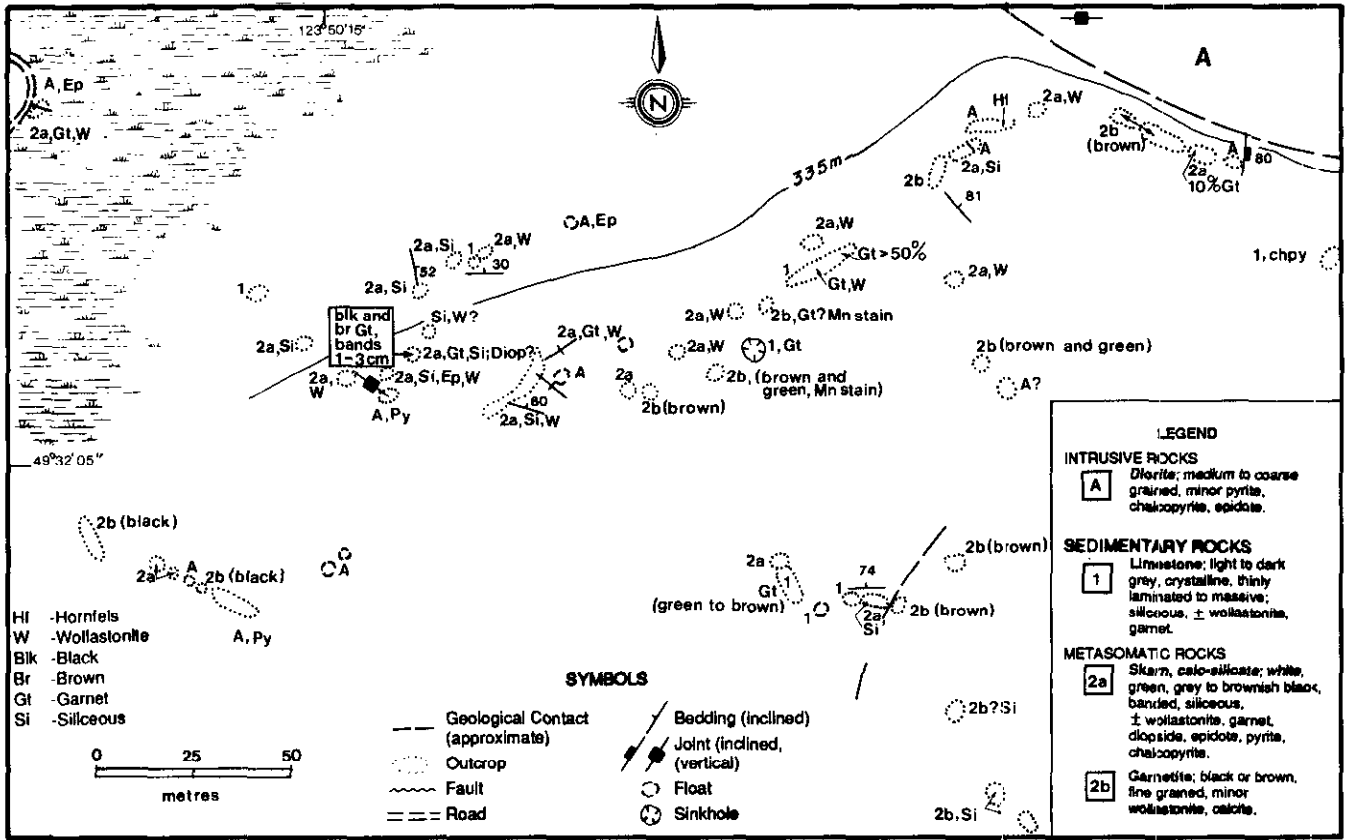 123°50'15"
A
N
335m
A,Ep
2a,Gt,W
A
Hf
2a,W
A
2a,Si
2b
81
2b
(brown)
A
80
2a
10%Gt
A,Ep
2a,W
Gt>50%
1
Gt,W
1,chpy
2a,Si
1
2a,W
30
52
2a,Si
1
2a,W
2a,W
2b,Gt?Mn stain
blk and
br Gt,
bands
1-3cm
Si,W?
2a,Si
2a,Gt,Si;Diop?
2a,
W
2a,Si,Ep,W
A,Py
2a,Gt,W
A
80
2a,Si,W
2a,W
1,Gt
2a
2b(brown)
2b,(brown and
green,Mn stain)
2b(brown and green)
A?
49°32'05"
2b(black)
2a
A
2b(black)
A,Py
A
2a
1
Gt
(green to brown)
1
1
74
2a
Si
2b(brown)
2b(brown)
2b?Si
2b,Si
Hf -Hornfels
W -Wollastonite
Blk -Black
Br -Brown
Gt -Garnet
Si -Siliceous
0 25 50
metres
SYMBOLS
Geological Contact
(approximate)
Outcrop
Fault
Road
Bedding (inclined)
Joint (inclined,
vertical)
Float
Sinkhole
LEGEND
INTRUSIVE ROCKS
A
Diorite; medium to coarse
grained, minor pyrite,
chalcopyrite, epidote.
SEDIMENTARY ROCKS
1
Limestone; light to dark
grey, crystalline, thinly
laminated to massive;
siliceous, ± wollastonite,
garnet.
METASOMATIC ROCKS
2a
Skarn, calc-silicate; white,
green, grey to brownish black,
banded, siliceous,
± wollastonite, garnet,
diopside, epidote, pyrite,
chalcopyrite.
2b
Garnetite; black or brown,
fine grained, minor
wollastonite, calcite.